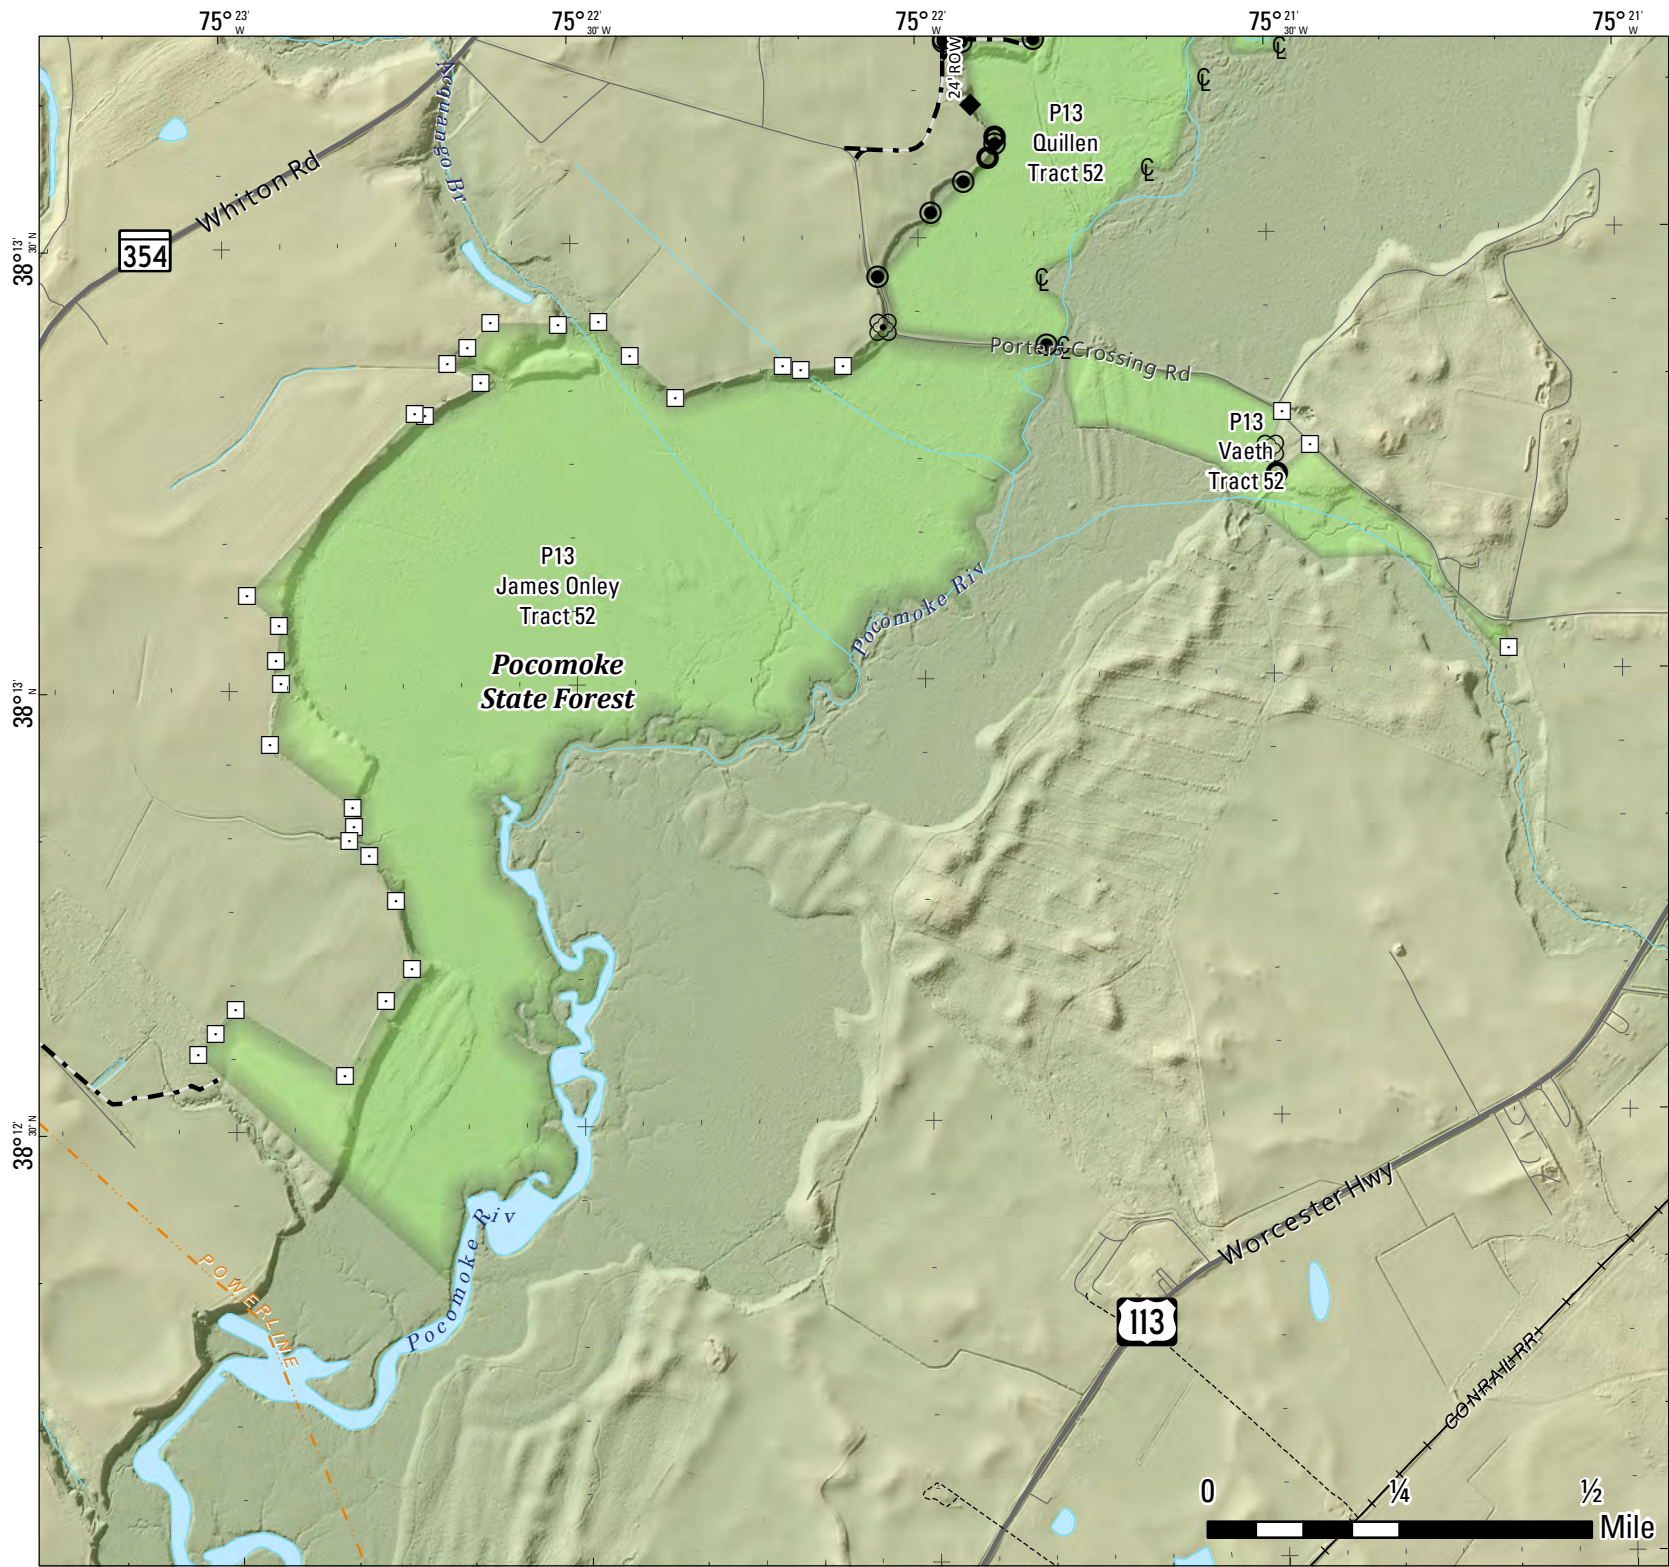 75° 23' W
75° 22' 30" W
75° 22' W
75° 21' 30" W
75° 21' W
38°13' 30" N
38°13' N
38°12' 30" N
24' ROW
℄
℄
℄
℄
℄
P13
Quillen
Tract 52
Whiton Rd
354
Porters Crossing Rd
P13
Vaeth
Tract 52
P13
James Onley
Tract 52
Pocomoke
State Forest
Pocomoke Riv
Pocomoke Riv
POWERLINE
Worcester Hwy
113
CONRAIL RR
0 ¼ ½
Mile